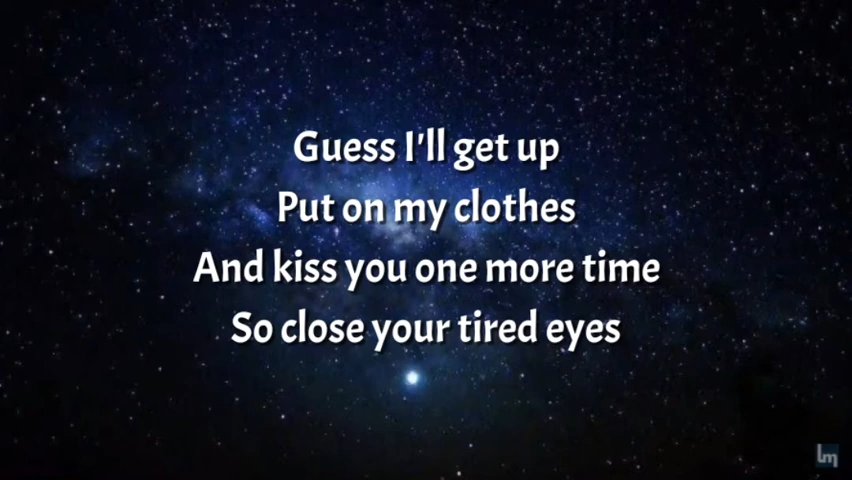 Guess I'll get up
Put on my clothes
And kiss you one more time
So close your tired eyes
lm